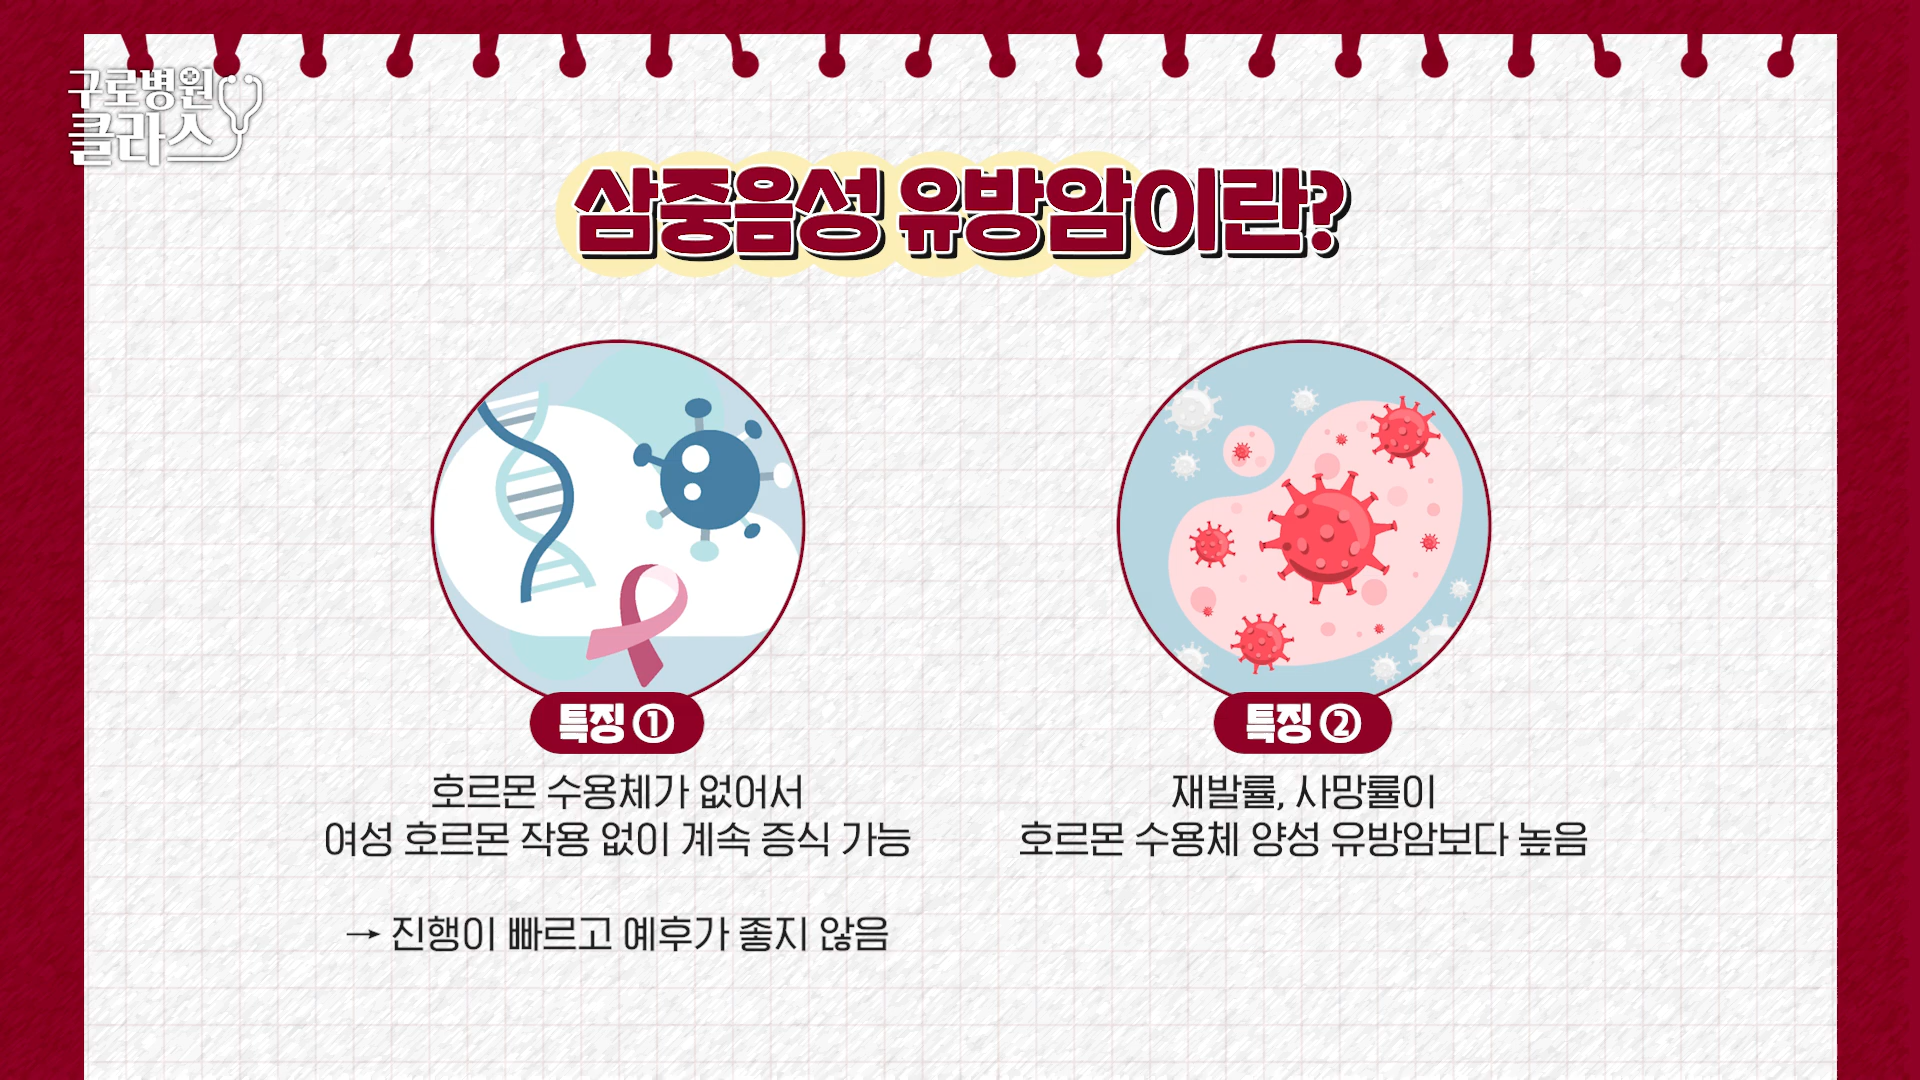 구로병원
클라스
삼중음성 유방암이란?
특징 ①
호르몬 수용체가 없어서
여성 호르몬 작용 없이 계속 증식 가능
→ 진행이 빠르고 예후가 좋지 않음
특징 ②
재발률, 사망률이
호르몬 수용체 양성 유방암보다 높음